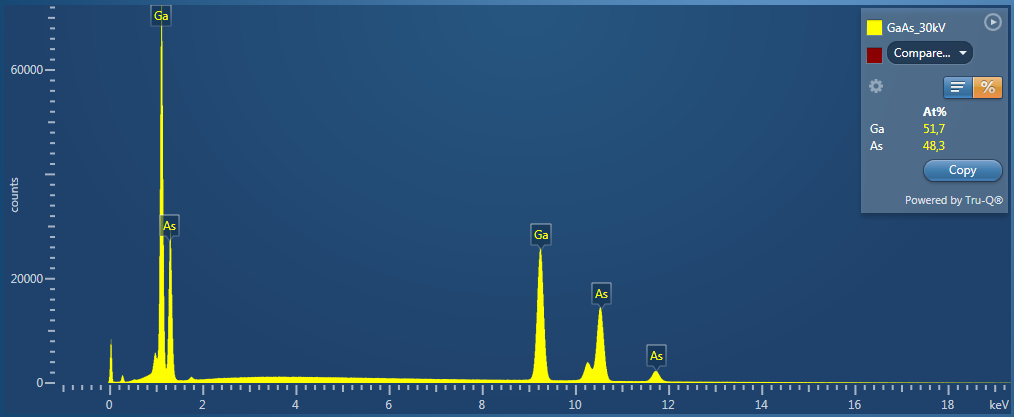 Ga
60000
As
counts
20000
0
Ga
As
As
0
2
4
6
8
10
12
14
16
18
keV
GaAs_30kV
Compare...
%
At%
Ga 51,7
As 48,3
Copy
Powered by Tru-Q®